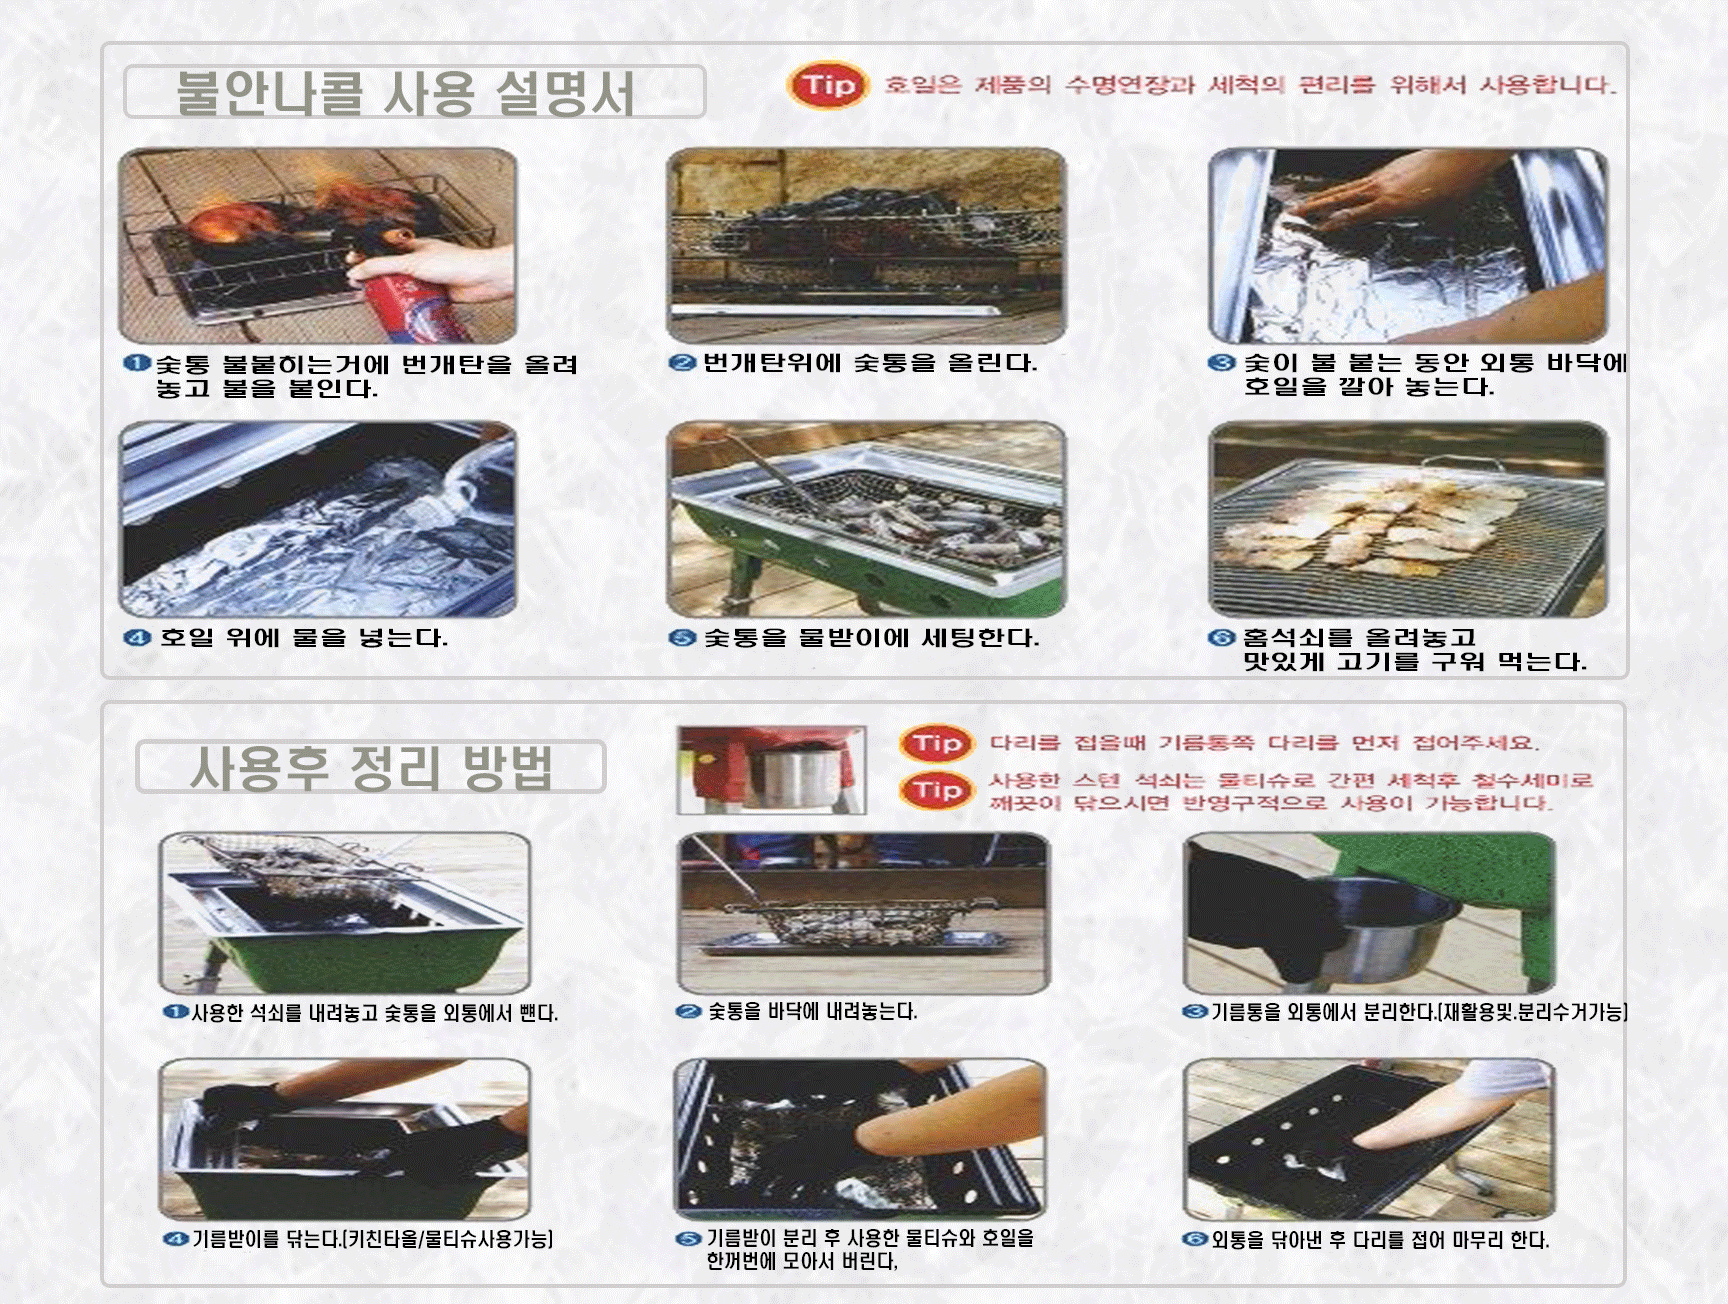 불안나콜 사용 설명서
Tip 호일은 제품의 수명연장과 세척의 편리를 위해서 사용합니다.
1 숯통 불붙히는거에 번개탄을 올려
놓고 불을 붙인다.
2 번개탄위에 숯통을 올린다.
3 숯이 불 붙는 동안 외통 바닥에
호일을 깔아 놓는다.
4 호일 위에 물을 넣는다.
5 숯통을 물받이에 세팅한다.
6 홈석쇠를 올려놓고
맛있게 고기를 구워 먹는다.
사용후 정리 방법
Tip 다리를 접을때 기름통쪽 다리를 먼저 접어주세요.
Tip 사용한 스텐 석쇠는 물티슈로 간편 세척후 철수세미로
깨끗이 닦으시면 반영구적으로 사용이 가능합니다.
1 사용한 석쇠를 내려놓고 숯통을 외통에서 뺀다.
2 숯통을 바닥에 내려놓는다.
3 기름통을 외통에서 분리한다.(재활용및.분리수거가능)
4 기름받이를 닦는다.(키친타올/물티슈사용가능)
5 기름받이 분리 후 사용한 물티슈와 호일을
한꺼번에 모아서 버린다,
6 외통을 닦아낸 후 다리를 접어 마무리 한다.